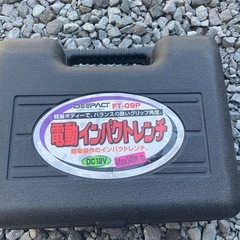 FT-09P
軽量ボディーで、バランスの良いグリップ角度。
電動インパクトレンチ
簡単操作のインパクトレンチ
DC12V